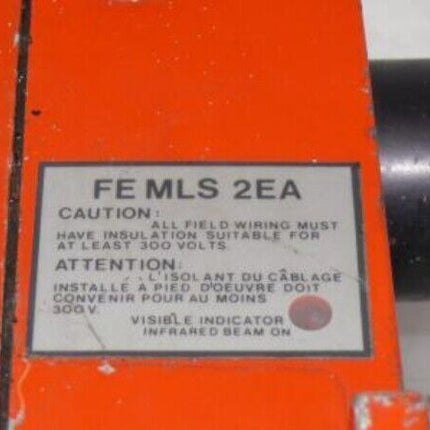 FE MLS 2EA
CAUTION:
ALL FIELD WIRING MUST
HAVE INSULATION SUITABLE FOR
AT LEAST 300 VOLTS.
ATTENTION:
L'ISOLANT DU CÂBLAGE
INSTALLÉ A PIED D'OEUVRE DOIT
CONVENIR POUR AU MOINS
300V.
VISIBLE INDICATOR
INFRARED BEAM ON